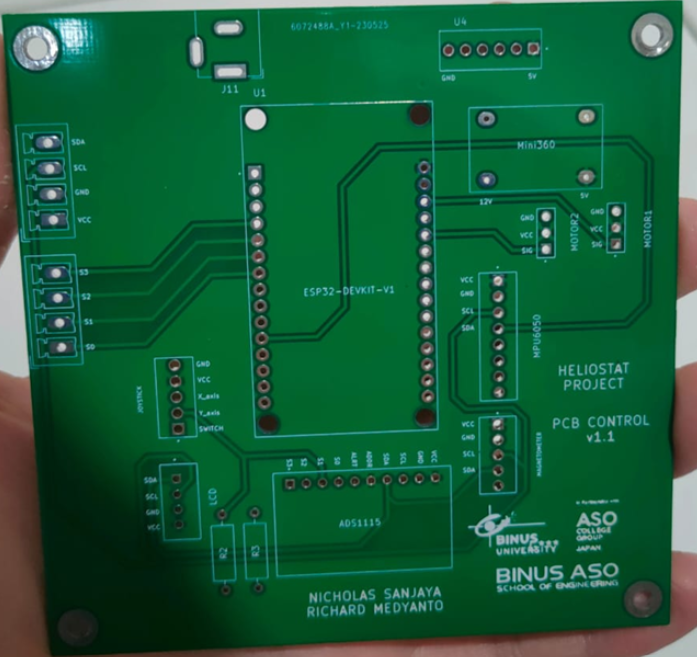 6072488A_Y1-230525
U4
GND 5V
J11 U1
SDA
SCL
GND
VCC
Mini360
12V 5V
GND
VCC
SIG
MOTOR2
GND
VCC
SIG
MOTOR1
S3
S2
S1
S0
ESP32-DEVKIT-V1
VCC
GND
SCL
SDA
MPU6050
HELIOSTAT
PROJECT
PCB CONTROL
v1.1
JOYSTICK
GND
VCC
X_axis
Y_axis
SWITCH
VCC
GND
SCL
SDA
MAGNETOMETER
SDA
SCL
GND
VCC
LCD
S3 S2 S1 S0 ALRT ADDR SDA SCL GND VCC
ADS1115
R2 R3
BINUS
UNIVERSITY
ASO
COLLEGE
GROUP
JAPAN
BINUS ASO
SCHOOL OF ENGINEERING
NICHOLAS SANJAYA
RICHARD MEDYANTO